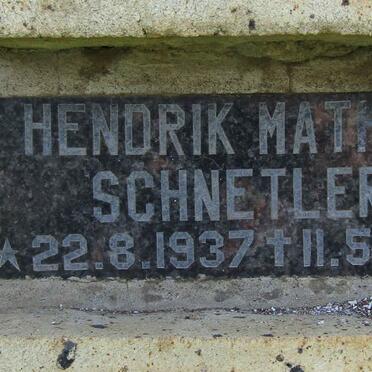 HENDRIK MATH
SCHNETLER
★22.8.1937✝11.5